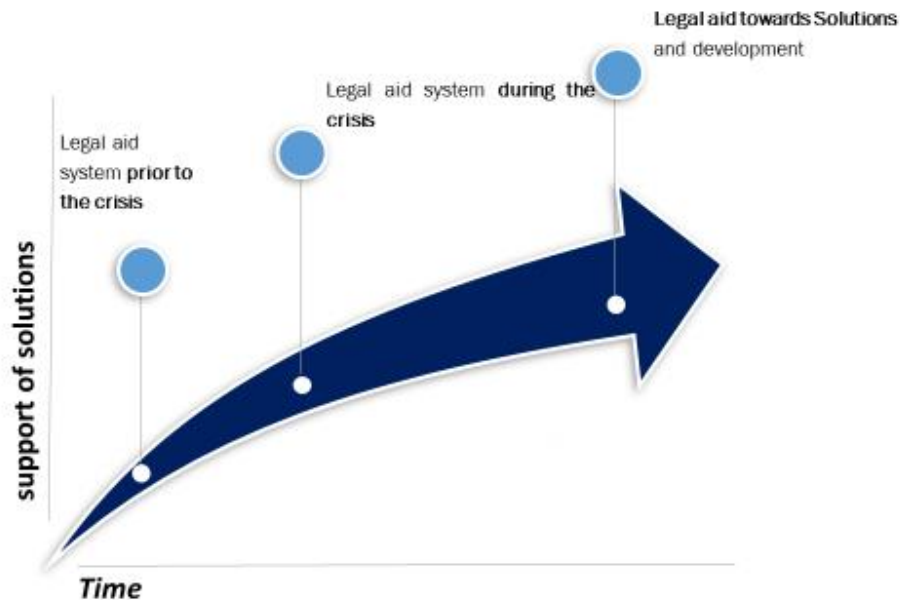 Legal aid towards Solutions
and development
Legal aid system during the
crisis
Legal aid
system prior to
the crisis
support of solutions
Time